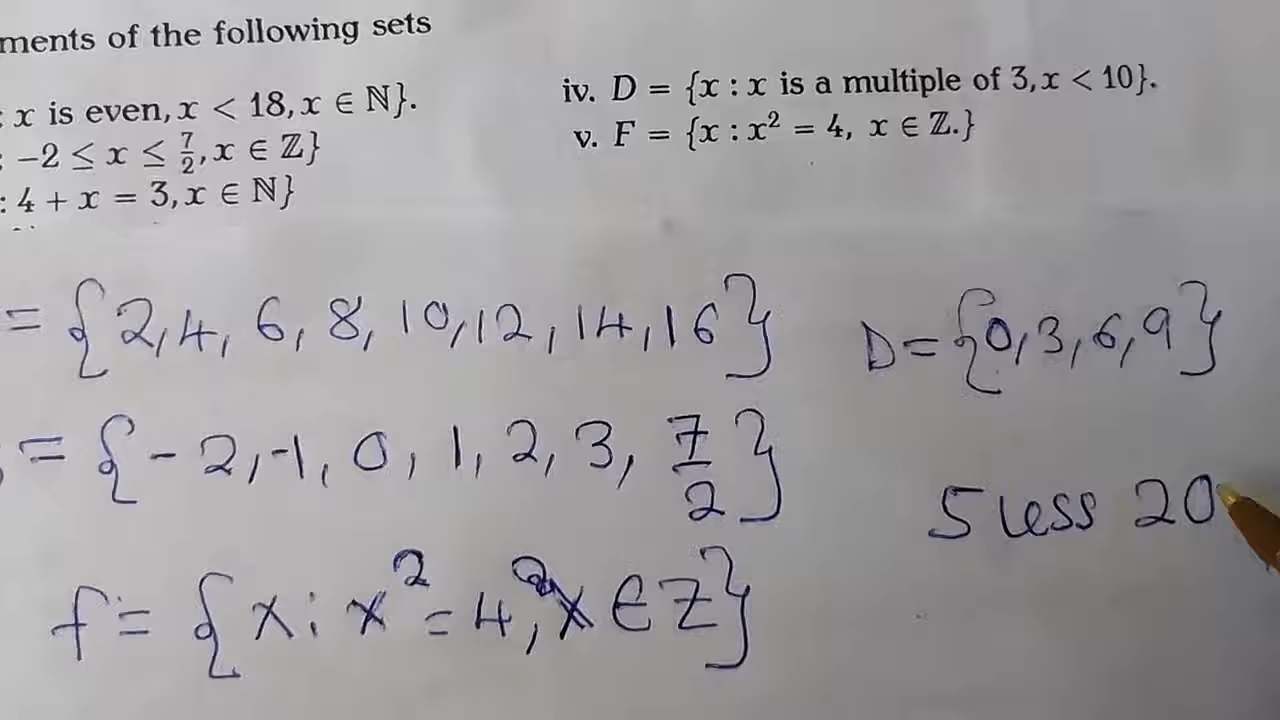 ments of the following sets
: x is even, x < 18, x ∈ ℕ}.
: −2 ≤ x ≤ 7/2, x ∈ ℤ}
: 4 + x = 3, x ∈ ℕ}
iv. D = {x : x is a multiple of 3, x < 10}.
v. F = {x : x² = 4, x ∈ ℤ.}
= {2, 4, 6, 8, 10, 12, 14, 16}
D = {0, 3, 6, 9}
= {-2, -1, 0, 1, 2, 3, 7/2}
5 less 20
f = {x : x² = 4, x ∈ Z}